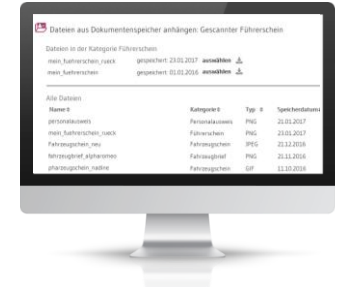 Dateien aus Dokumentenspeicher anhängen: Gescannter Führerschein
Dateien in der Kategorie Führerschein
mein_fuehrerschein_rueck gespeichert: 23.01.2017 auswählen
mein_fuehrerschein gespeichert: 01.01.2016 auswählen
Alle Dateien
Name Kategorie Typ Speicherdatum
personalausweis Personalausweis PNG 21.01.2017
mein_fuehrerschein_rueck Führerschein PNG 23.01.2017
Fahrzeugschein_neu Fahrzeugschein JPEG 21.12.2016
fahrzeugbrief_alpharomeo Fahrzeugbrief PNG 21.11.2016
pharzeugschein_nadine Fahrzeugschein GIF 11.10.2016